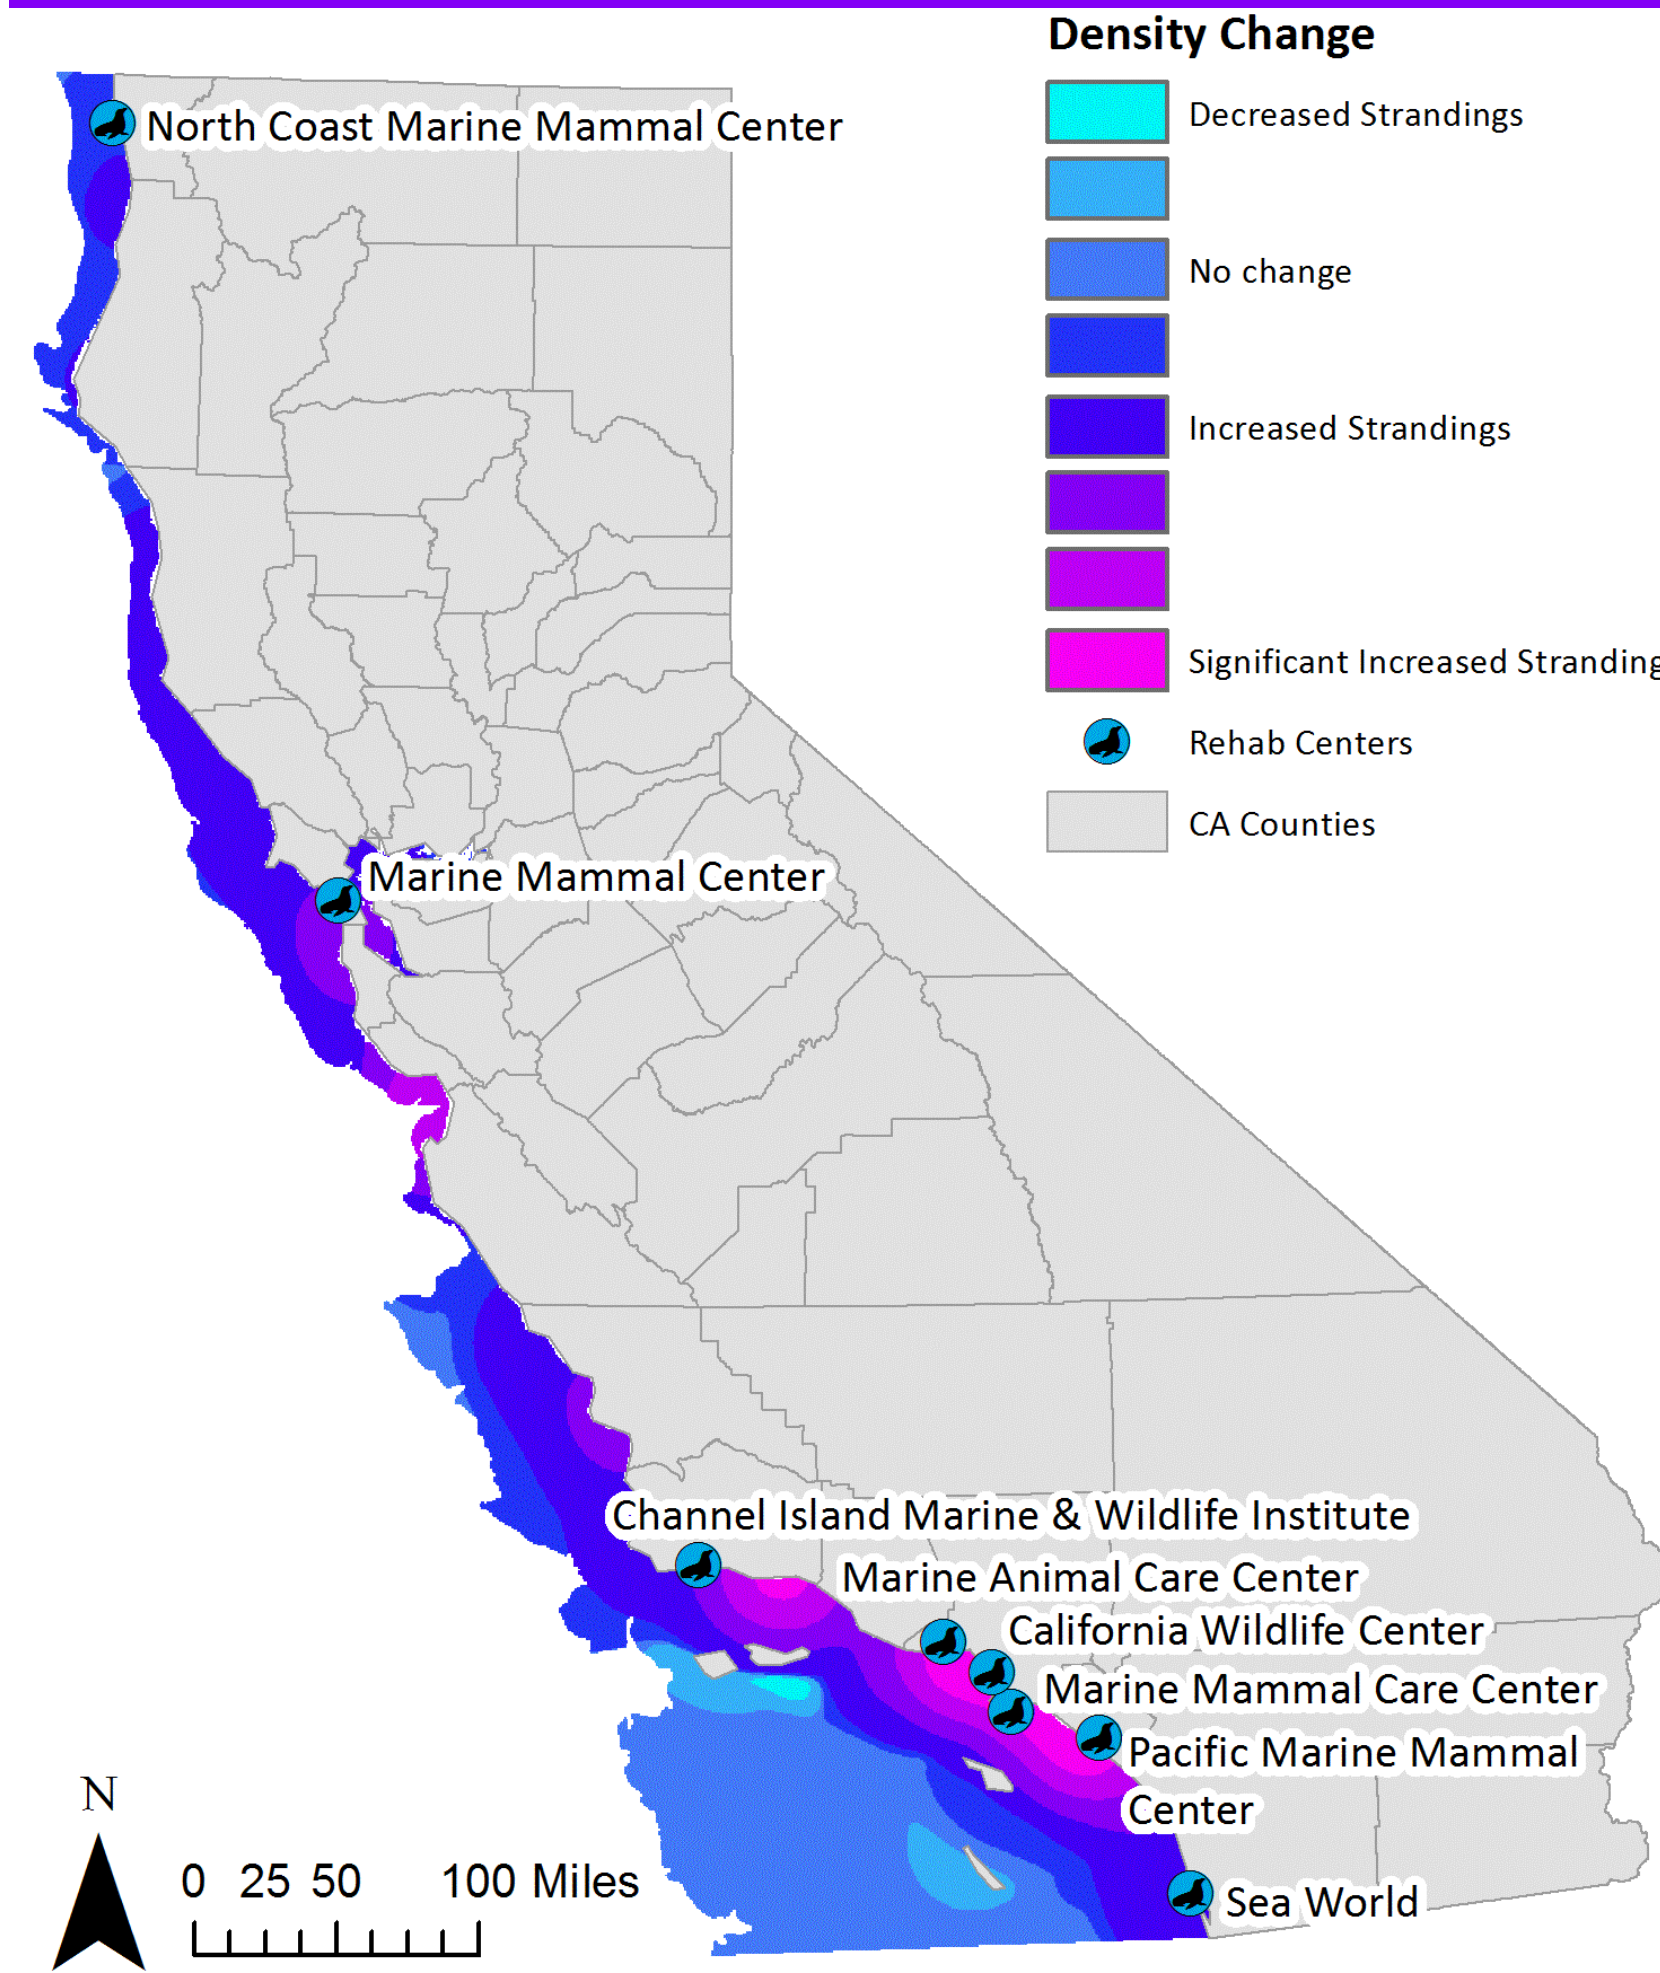 Density Change
Decreased Strandings
No change
Increased Strandings
Significant Increased Stranding
Rehab Centers
CA Counties
North Coast Marine Mammal Center
Marine Mammal Center
Channel Island Marine & Wildlife Institute
Marine Animal Care Center
California Wildlife Center
Marine Mammal Care Center
Pacific Marine Mammal
Center
Sea World
N
0 25 50 100 Miles